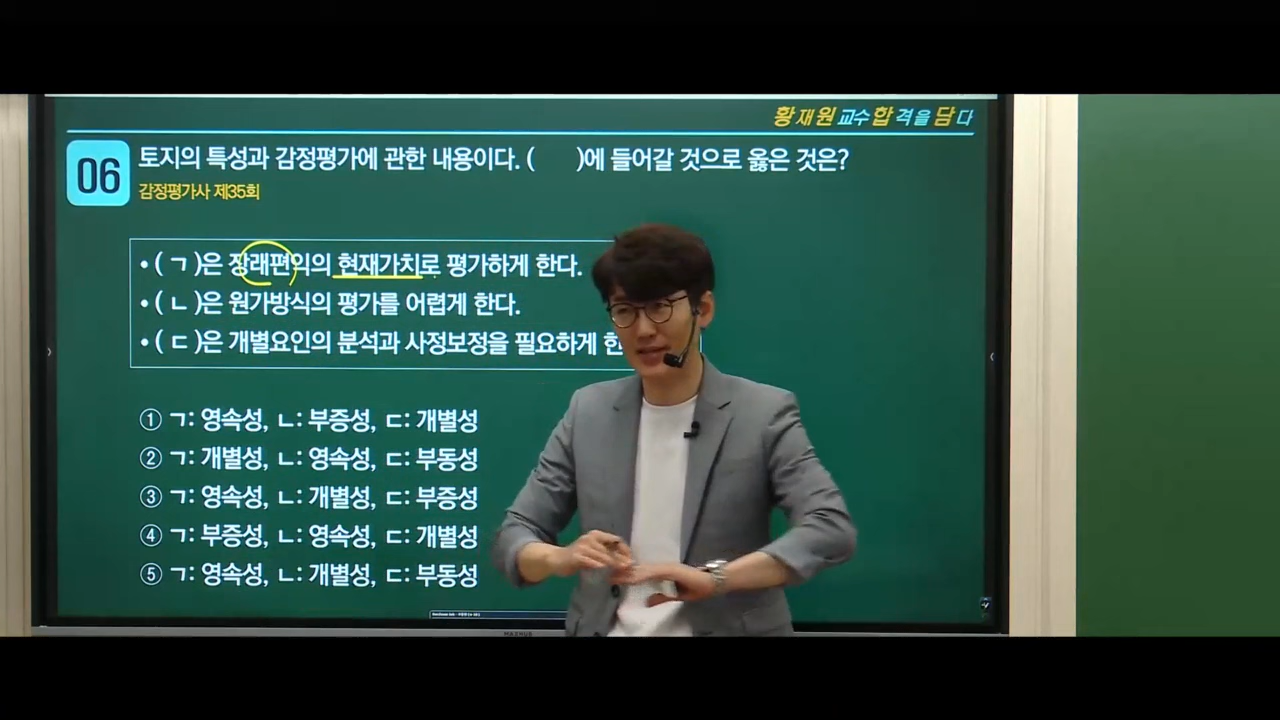 황재원 교수 합격을 담다
06 토지의 특성과 감정평가에 관한 내용이다. ( )에 들어갈 것으로 옳은 것은?
감정평가사 제35회
• ( ㄱ )은 장래편익의 현재가치로 평가하게 한다.
• ( ㄴ )은 원가방식의 평가를 어렵게 한다.
• ( ㄷ )은 개별요인의 분석과 사정보정을 필요하게 한
① ㄱ: 영속성, ㄴ: 부증성, ㄷ: 개별성
② ㄱ: 개별성, ㄴ: 영속성, ㄷ: 부동성
③ ㄱ: 영속성, ㄴ: 개별성, ㄷ: 부증성
④ ㄱ: 부증성, ㄴ: 영속성, ㄷ: 개별성
⑤ ㄱ: 영속성, ㄴ: 개별성, ㄷ: 부동성